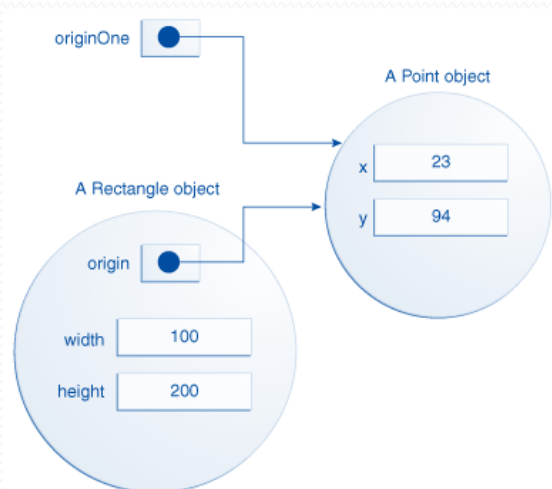 originOne
A Point object
x 23
y 94
A Rectangle object
origin
width 100
height 200